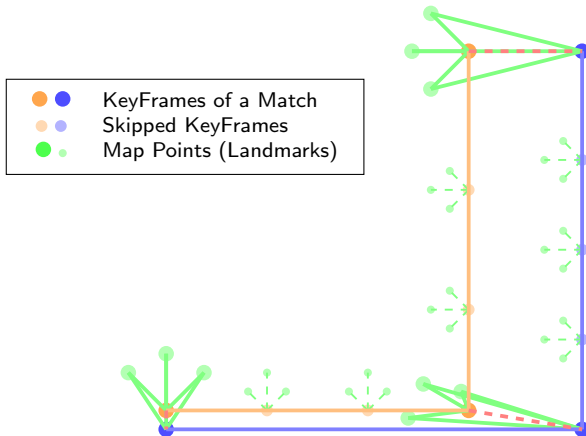 KeyFrames of a Match
Skipped KeyFrames
Map Points (Landmarks)